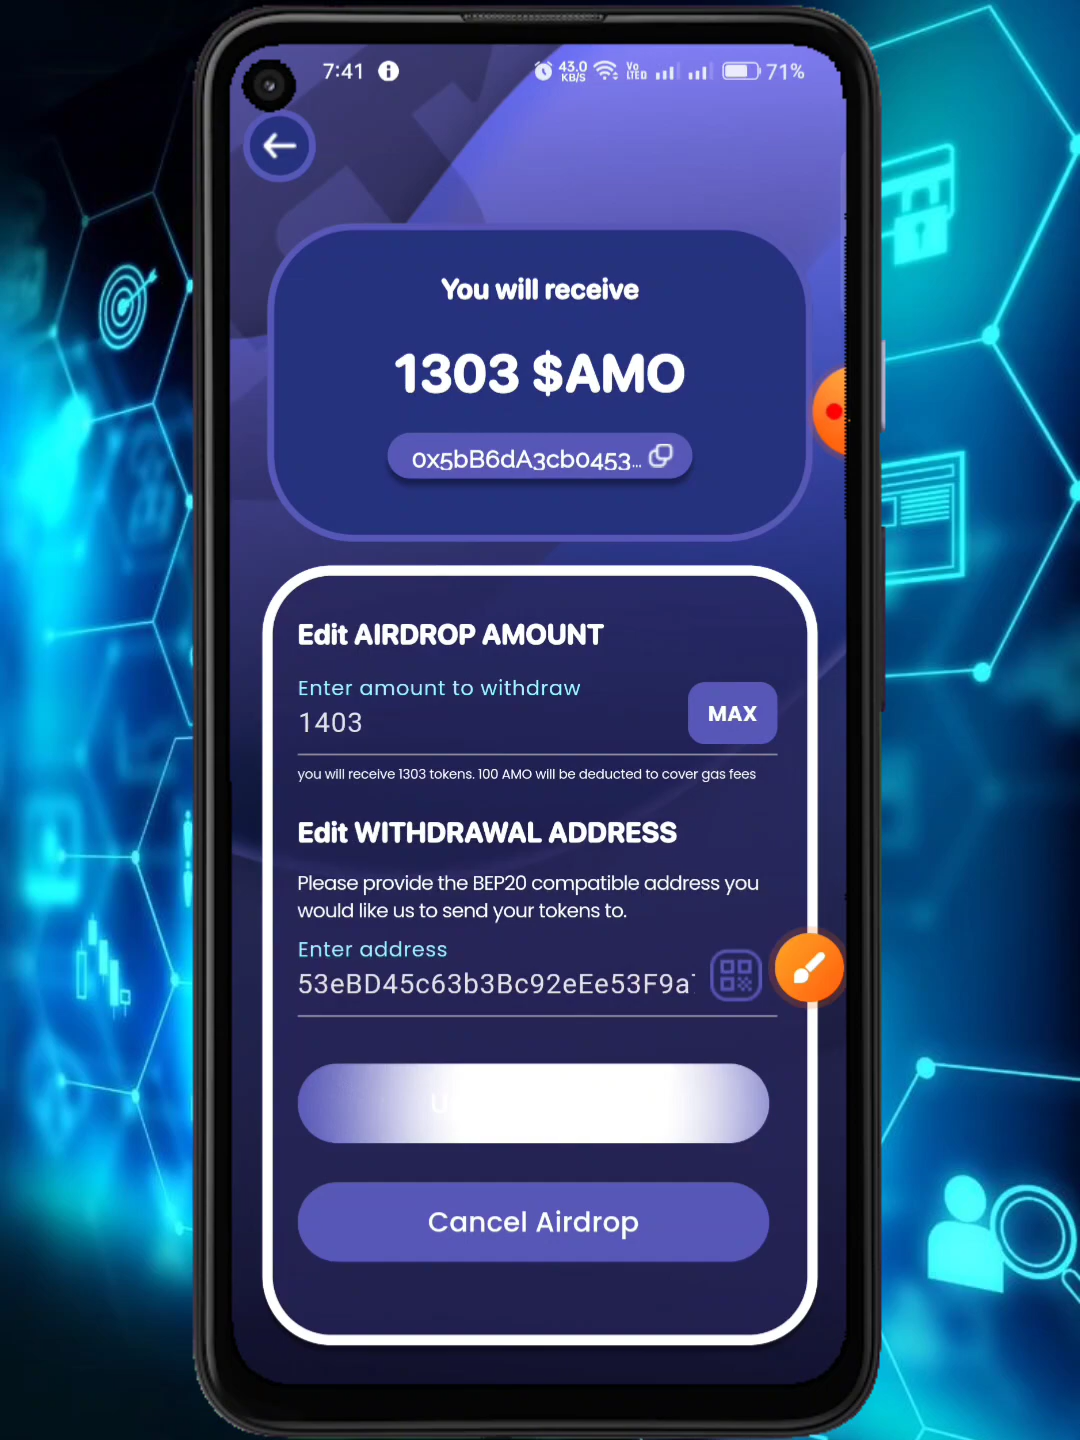 7:41 43.0 KB/S Vo LTED 71%
You will receive
1303 $AMO
0x5bB6dA3cb0453...
Edit AIRDROP AMOUNT
Enter amount to withdraw
1403
MAX
you will receive 1303 tokens. 100 AMO will be deducted to cover gas fees
Edit WITHDRAWAL ADDRESS
Please provide the BEP20 compatible address you
would like us to send your tokens to.
Enter address
53eBD45c63b3Bc92eEe53F9a
Cancel Airdrop